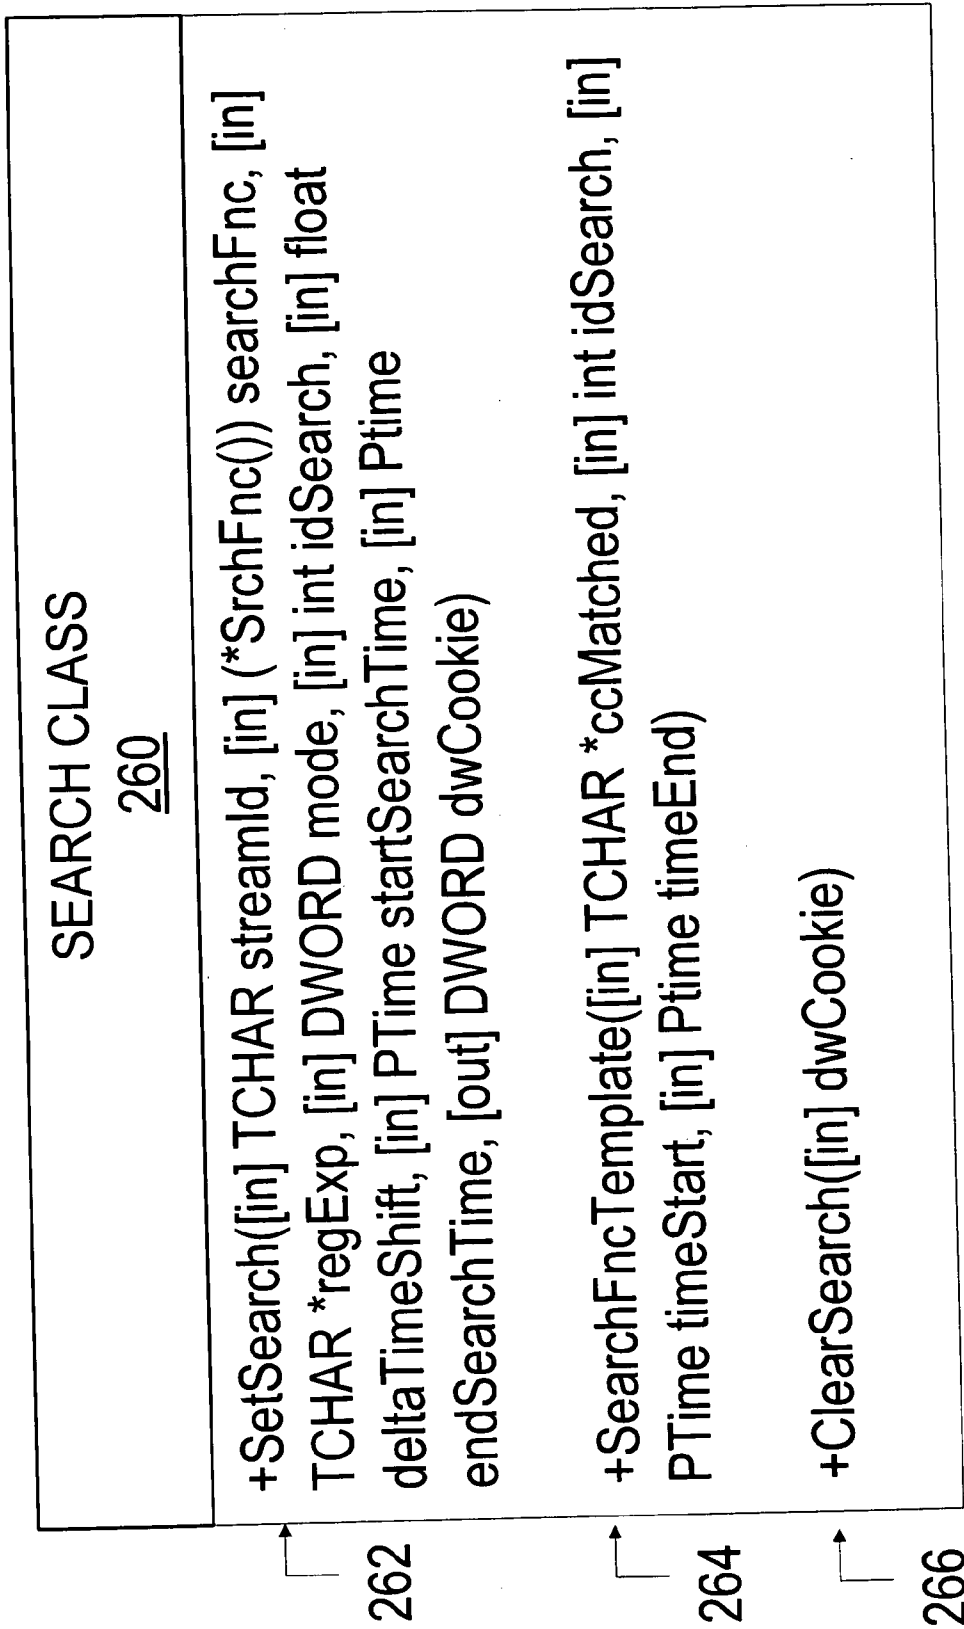 SEARCH CLASS
260
+SetSearch([in] TCHAR streamId, [in] (*SrchFnc()) searchFnc, [in]
TCHAR *regExp, [in] DWORD mode, [in] int idSearch, [in] float
deltaTimeShift, [in] PTime startSearchTime, [in] Ptime
endSearchTime, [out] DWORD dwCookie)
262
+SearchFncTemplate([in] TCHAR *ccMatched, [in] int idSearch, [in]
PTime timeStart, [in] Ptime timeEnd)
264
+ClearSearch([in] dwCookie)
266